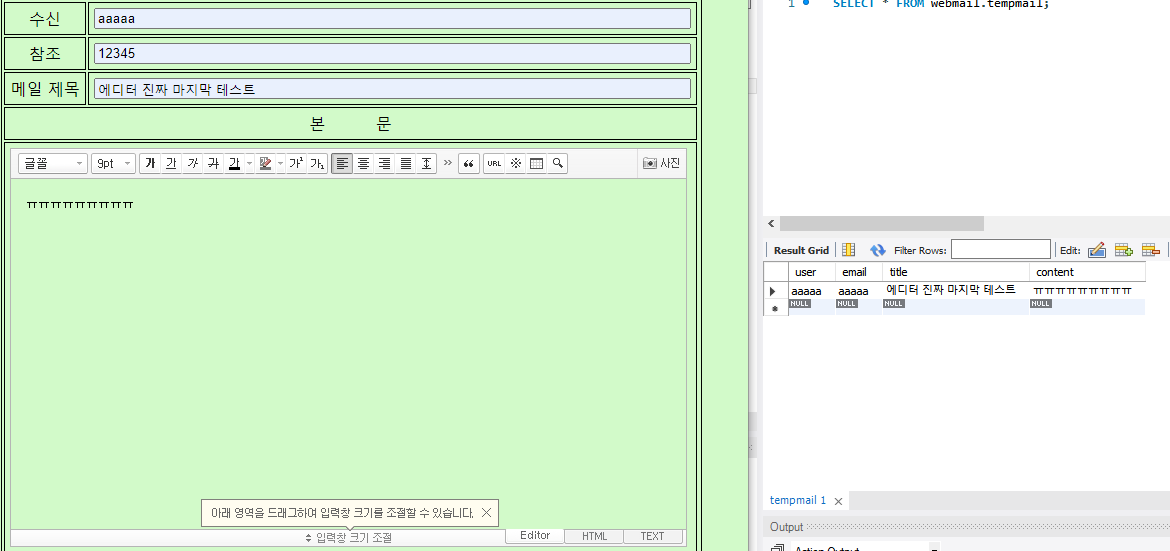 수신 aaaaa
참조 12345
메일 제목 에디터 진짜 마지막 테스트
본 문
글꼴 9pt 가 가 가 가 가 가 가¹ 가₁ » “ URL ※ 사진
ㅠㅠㅠㅠㅠㅠㅠㅠㅠ
아래 영역을 드래그하여 입력창 크기를 조절할 수 있습니다.
입력창 크기 조절 Editor HTML TEXT
1 SELECT * FROM webmail.tempmail;
Result Grid Filter Rows: Edit:
user email title content
aaaaa aaaaa 에디터 진짜 마지막 테스트 ㅠㅠㅠㅠㅠㅠㅠㅠㅠ
NULL NULL NULL NULL
tempmail 1
Output
Action Output